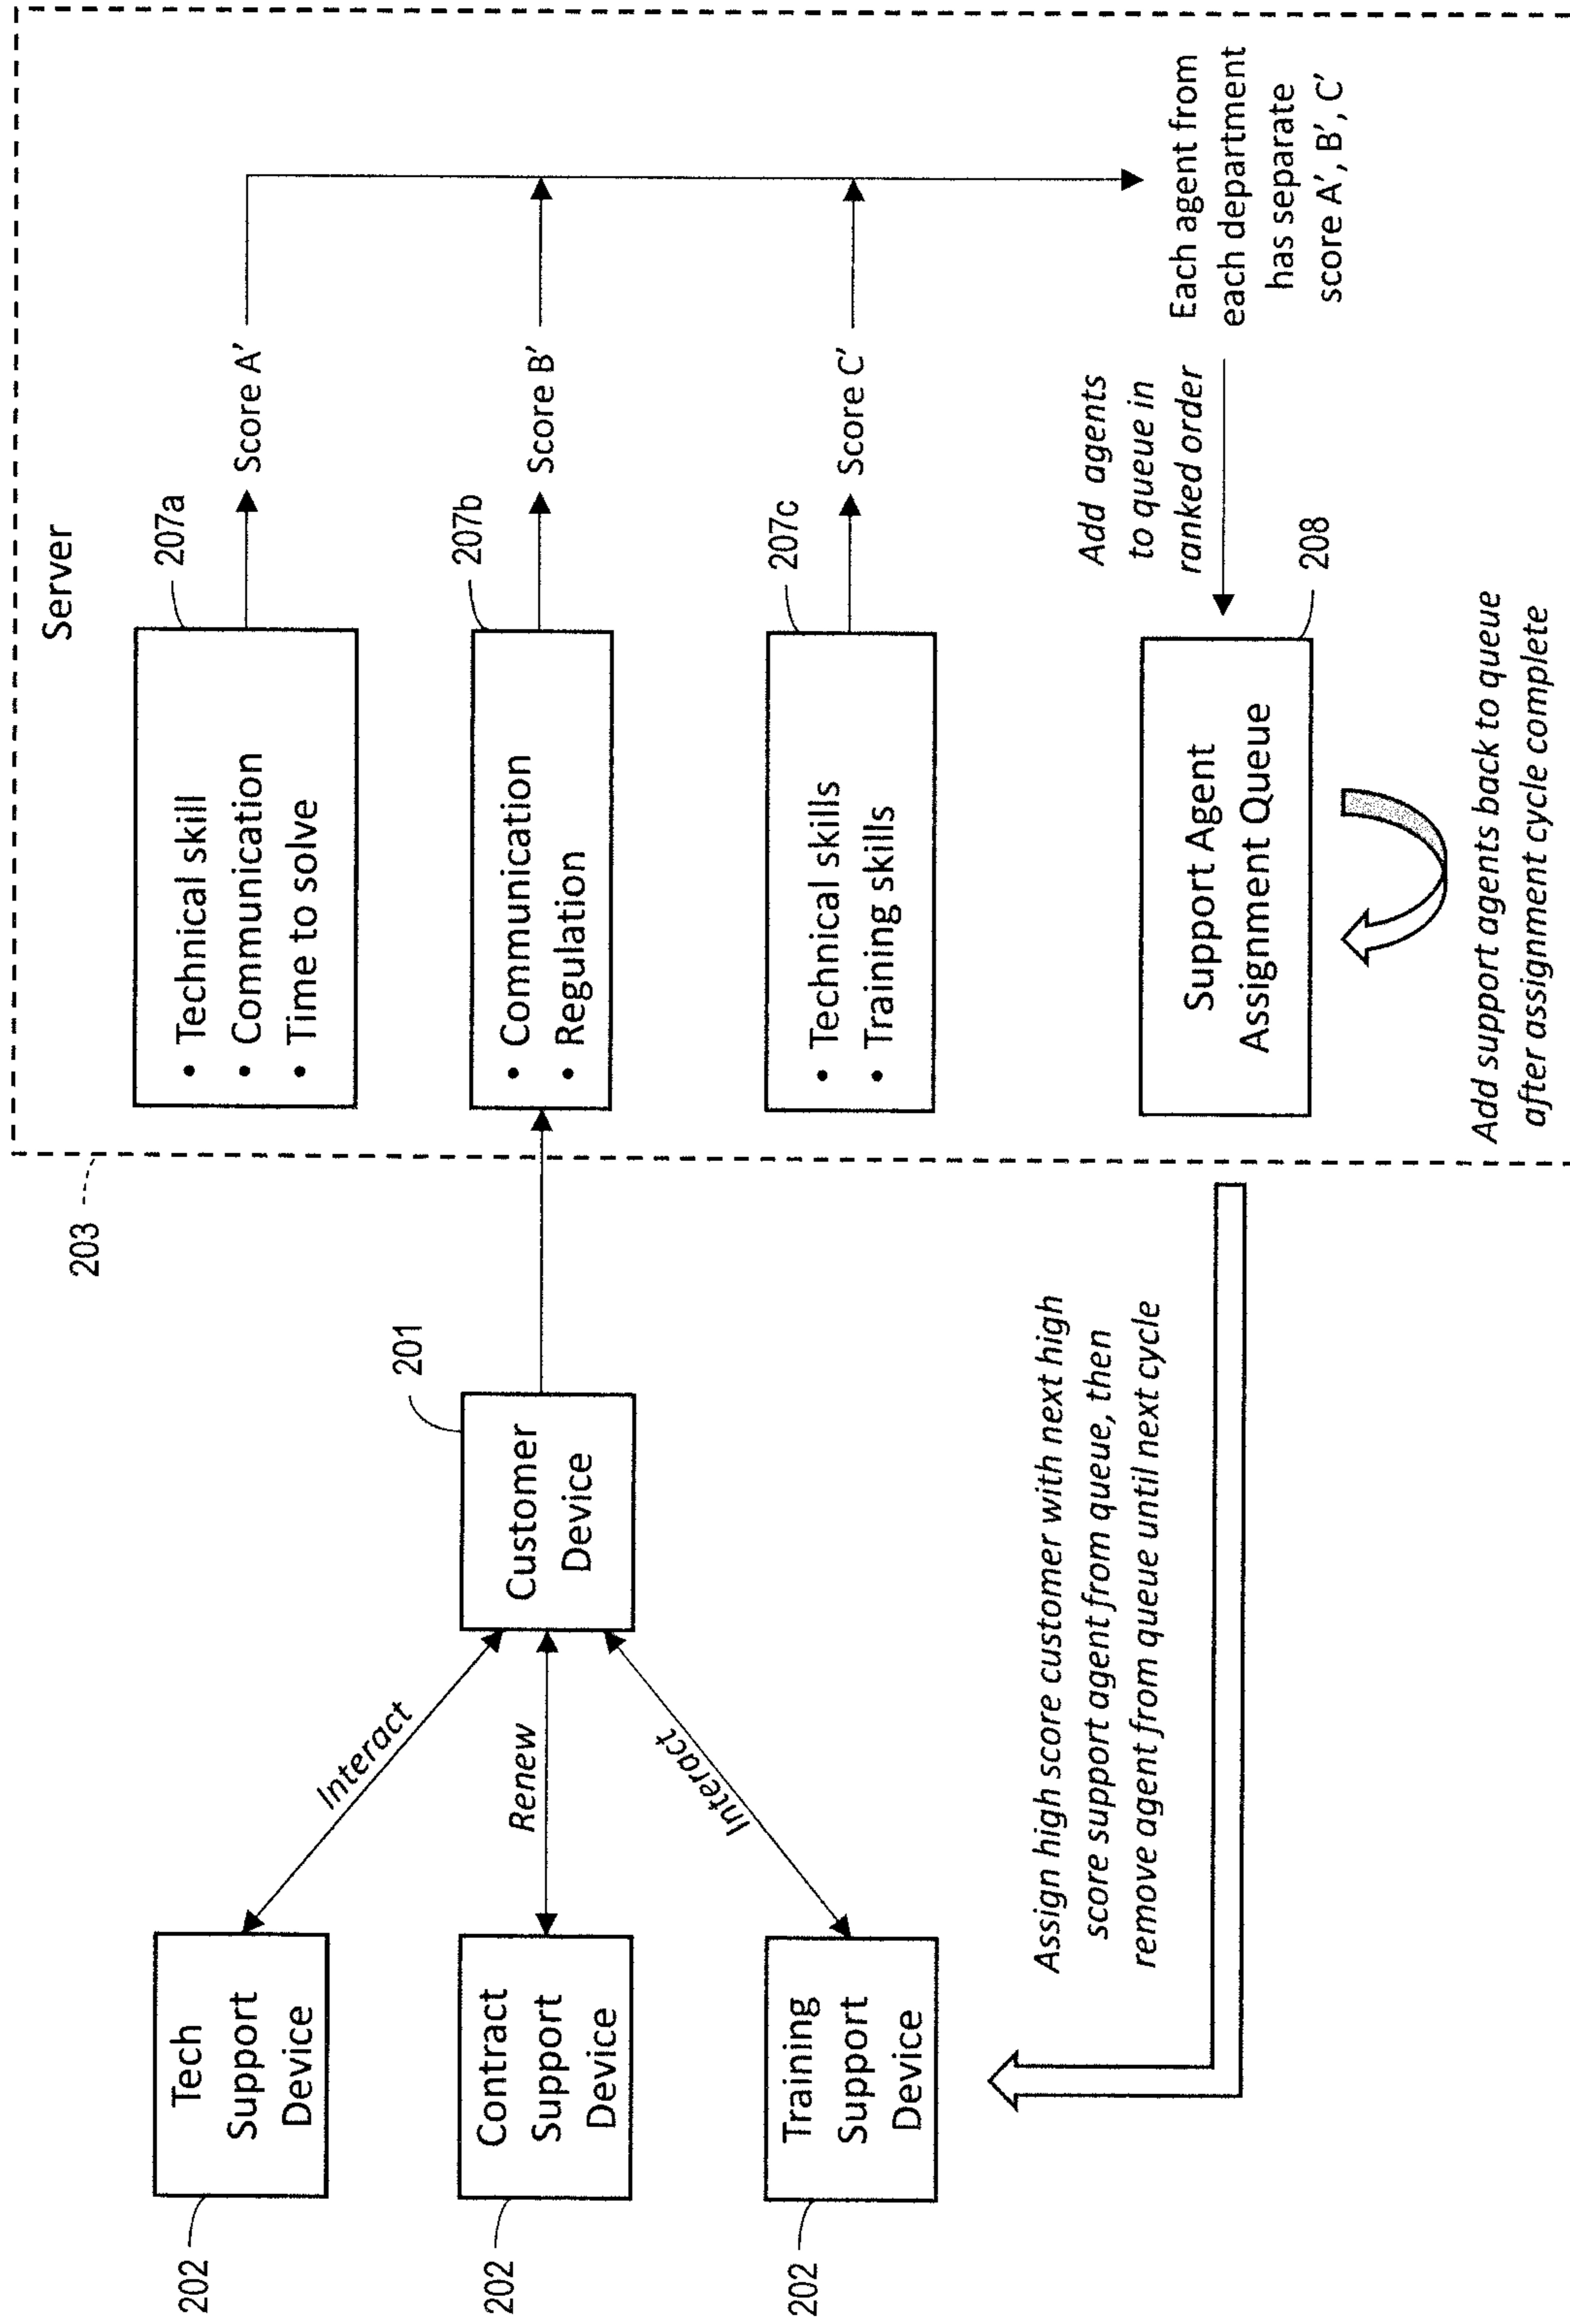 Server
203
202
Tech
Support
Device
Interact
207a
• Technical skill
• Communication
• Time to solve
Score A'
202
Contract
Support
Device
Renew
201
Customer
Device
207b
• Communication
• Regulation
Score B'
202
Training
Support
Device
Interact
207c
• Technical skills
• Training skills
Score C'
Assign high score customer with next high
score support agent from queue, then
remove agent from queue until next cycle
Support Agent
Assignment Queue
208
Add agents
to queue in
ranked order
Each agent from
each department
has separate
score A', B', C'
Add support agents back to queue
after assignment cycle complete